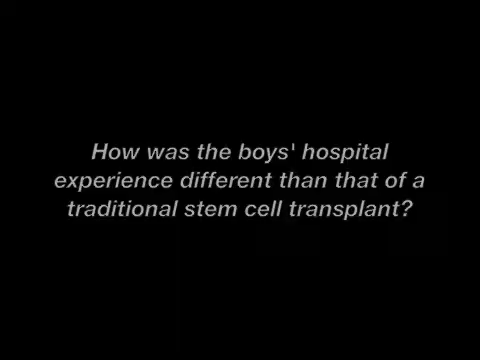 How was the boys' hospital
experience different than that of a
traditional stem cell transplant?